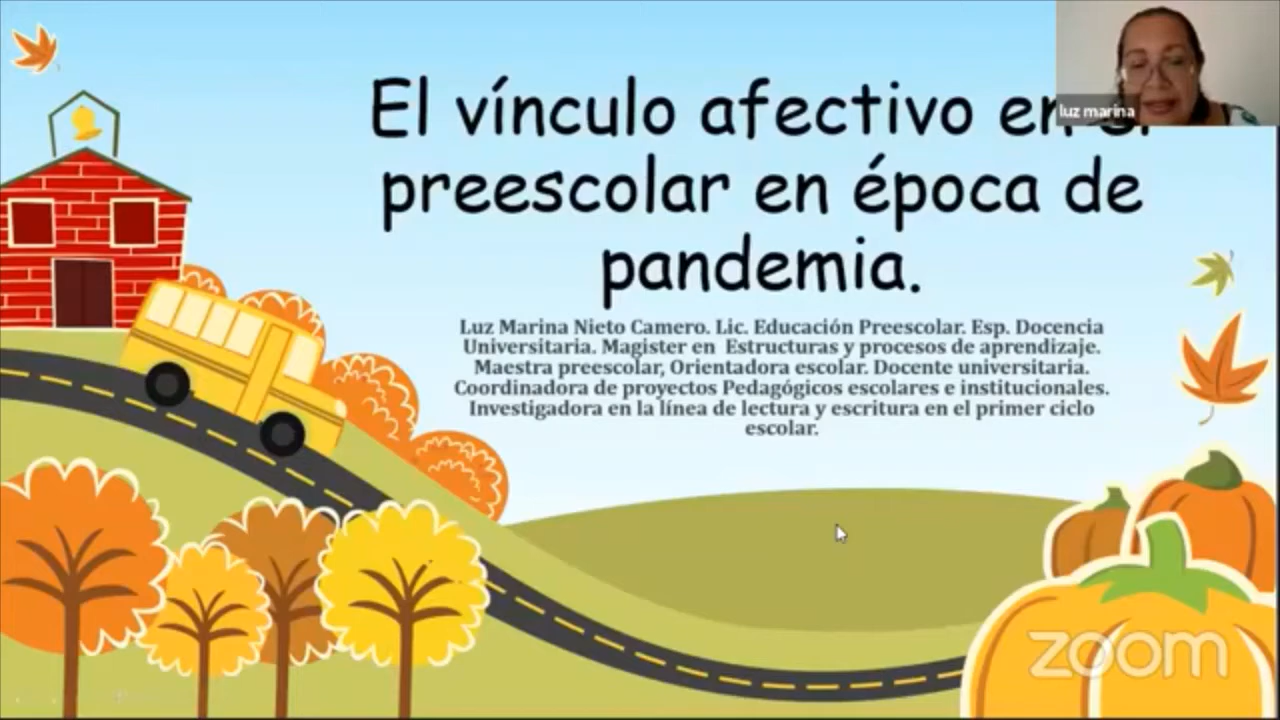 El vínculo afectivo en el
preescolar en época de
pandemia.
Luz Marina Nieto Camero. Lic. Educación Preescolar. Esp. Docencia
Universitaria. Magister en Estructuras y procesos de aprendizaje.
Maestra preescolar, Orientadora escolar. Docente universitaria.
Coordinadora de proyectos Pedagógicos escolares e institucionales.
Investigadora en la línea de lectura y escritura en el primer ciclo
escolar.
luz marina
zoom